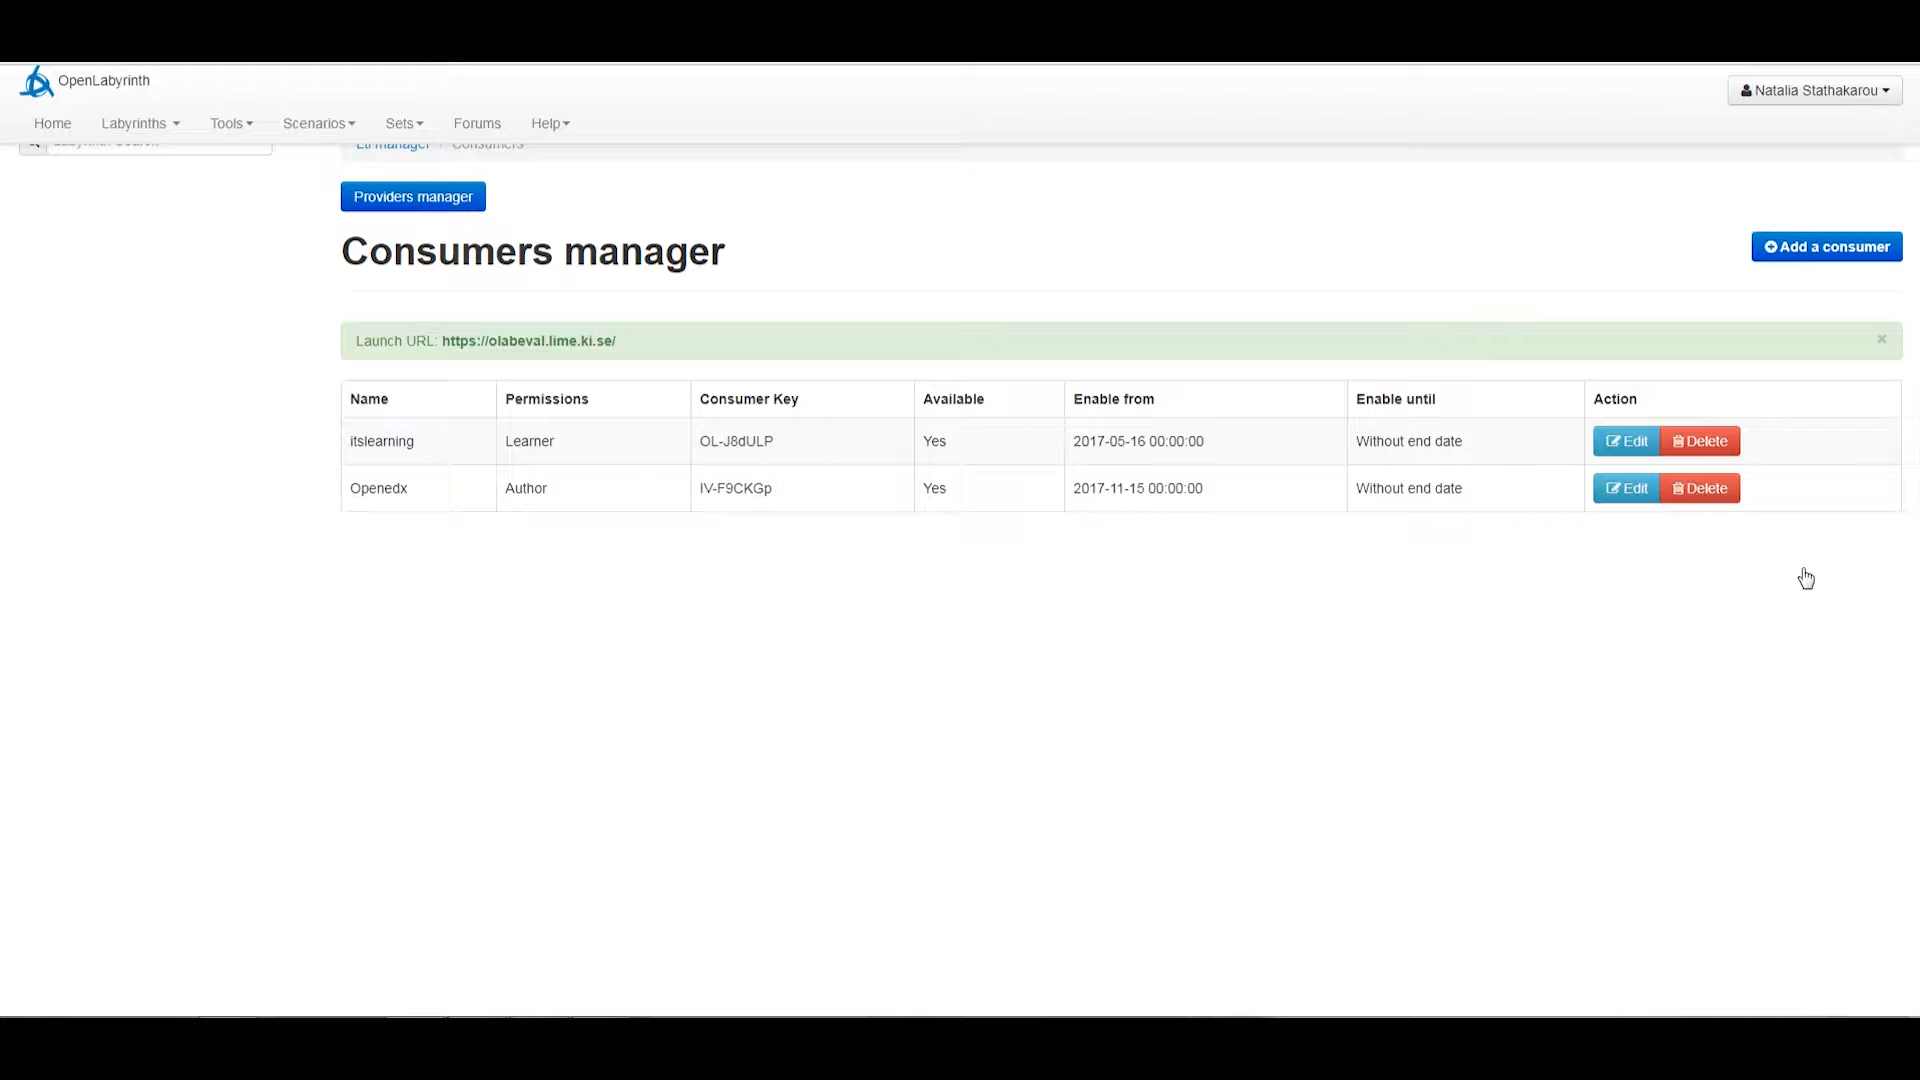 OpenLabyrinth
Natalia Stathakarou
Home Labyrinths Tools Scenarios Sets Forums Help
Lti manager / Consumers
Providers manager
Consumers manager
Add a consumer
Launch URL: https://olabeval.lime.ki.se/
×
Name Permissions Consumer Key Available Enable from Enable until Action
itslearning Learner OL-J8dULP Yes 2017-05-16 00:00:00 Without end date Edit Delete
Openedx Author IV-F9CKGp Yes 2017-11-15 00:00:00 Without end date Edit Delete